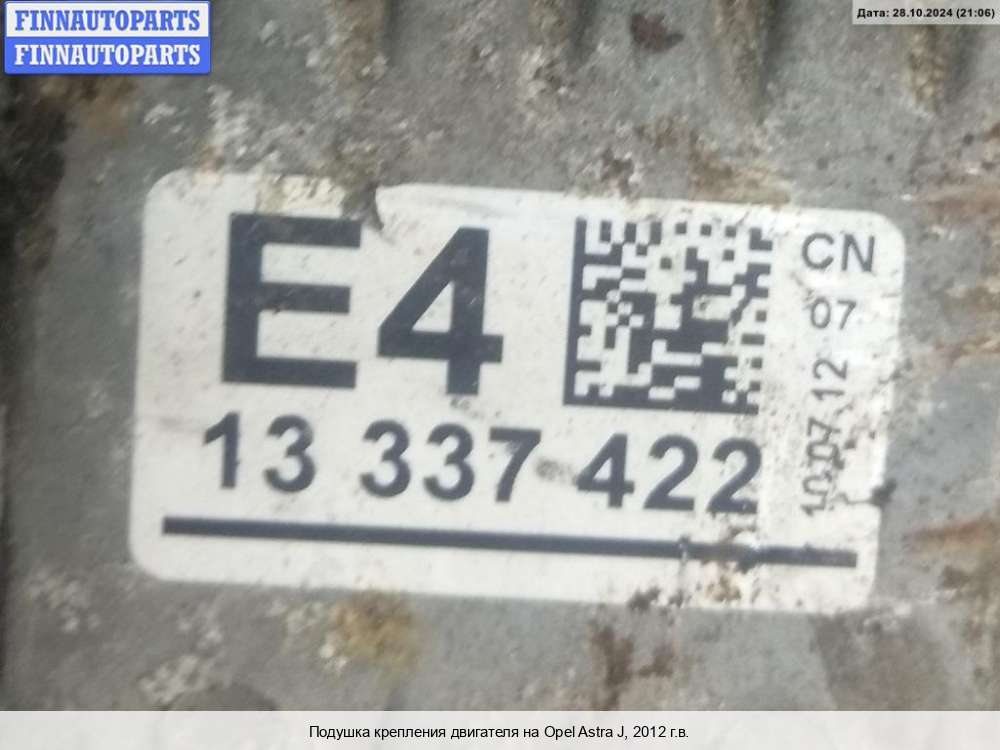 FINNAUTOPARTS
FINNAUTOPARTS
Дата: 28.10.2024 (21:06)
E4
CN
07
10.07.12
13 337 422
Подушка крепления двигателя на Opel Astra J, 2012 г.в.